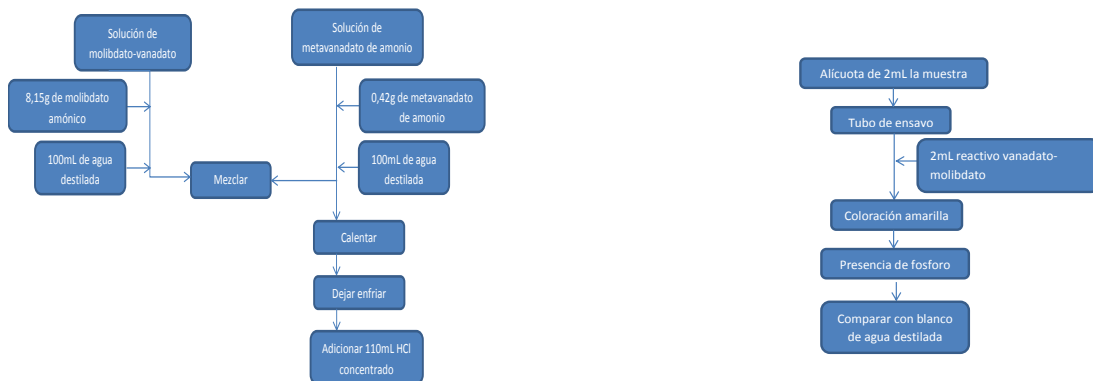 Solución de
molibdato-vanadato
8,15g de molibdato
amónico
100mL de agua
destilada
Mezclar
Solución de
metavanadato de amonio
0,42g de metavanadato
de amonio
100mL de agua
destilada
Calentar
Dejar enfriar
Adicionar 110mL HCl
concentrado
Alícuota de 2mL la muestra
Tubo de ensavo
2mL reactivo vanadato-
molibdato
Coloración amarilla
Presencia de fosforo
Comparar con blanco
de agua destilada